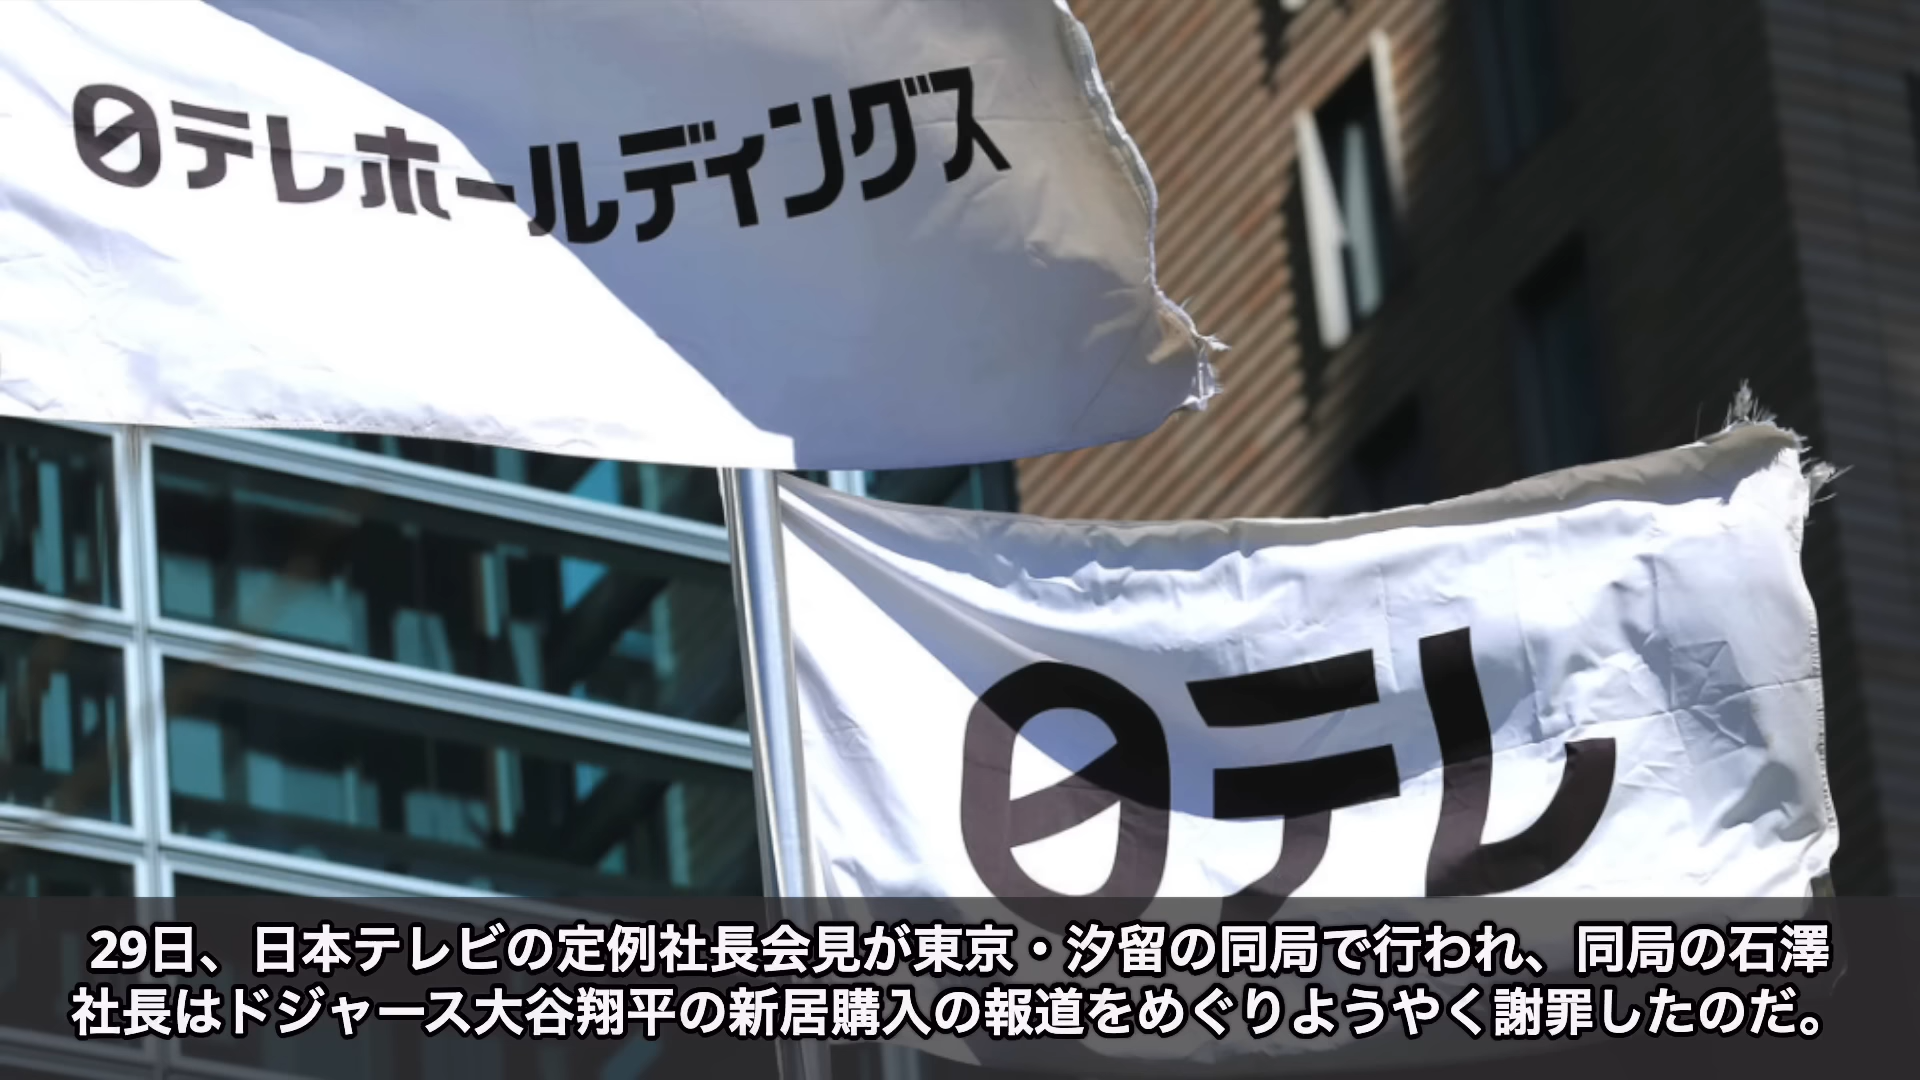 日テレホールディングス
日テレ
29日、日本テレビの定例社長会見が東京・汐留の同局で行われ、同局の石澤
社長はドジャース大谷翔平の新居購入の報道をめぐりようやく謝罪したのだ。